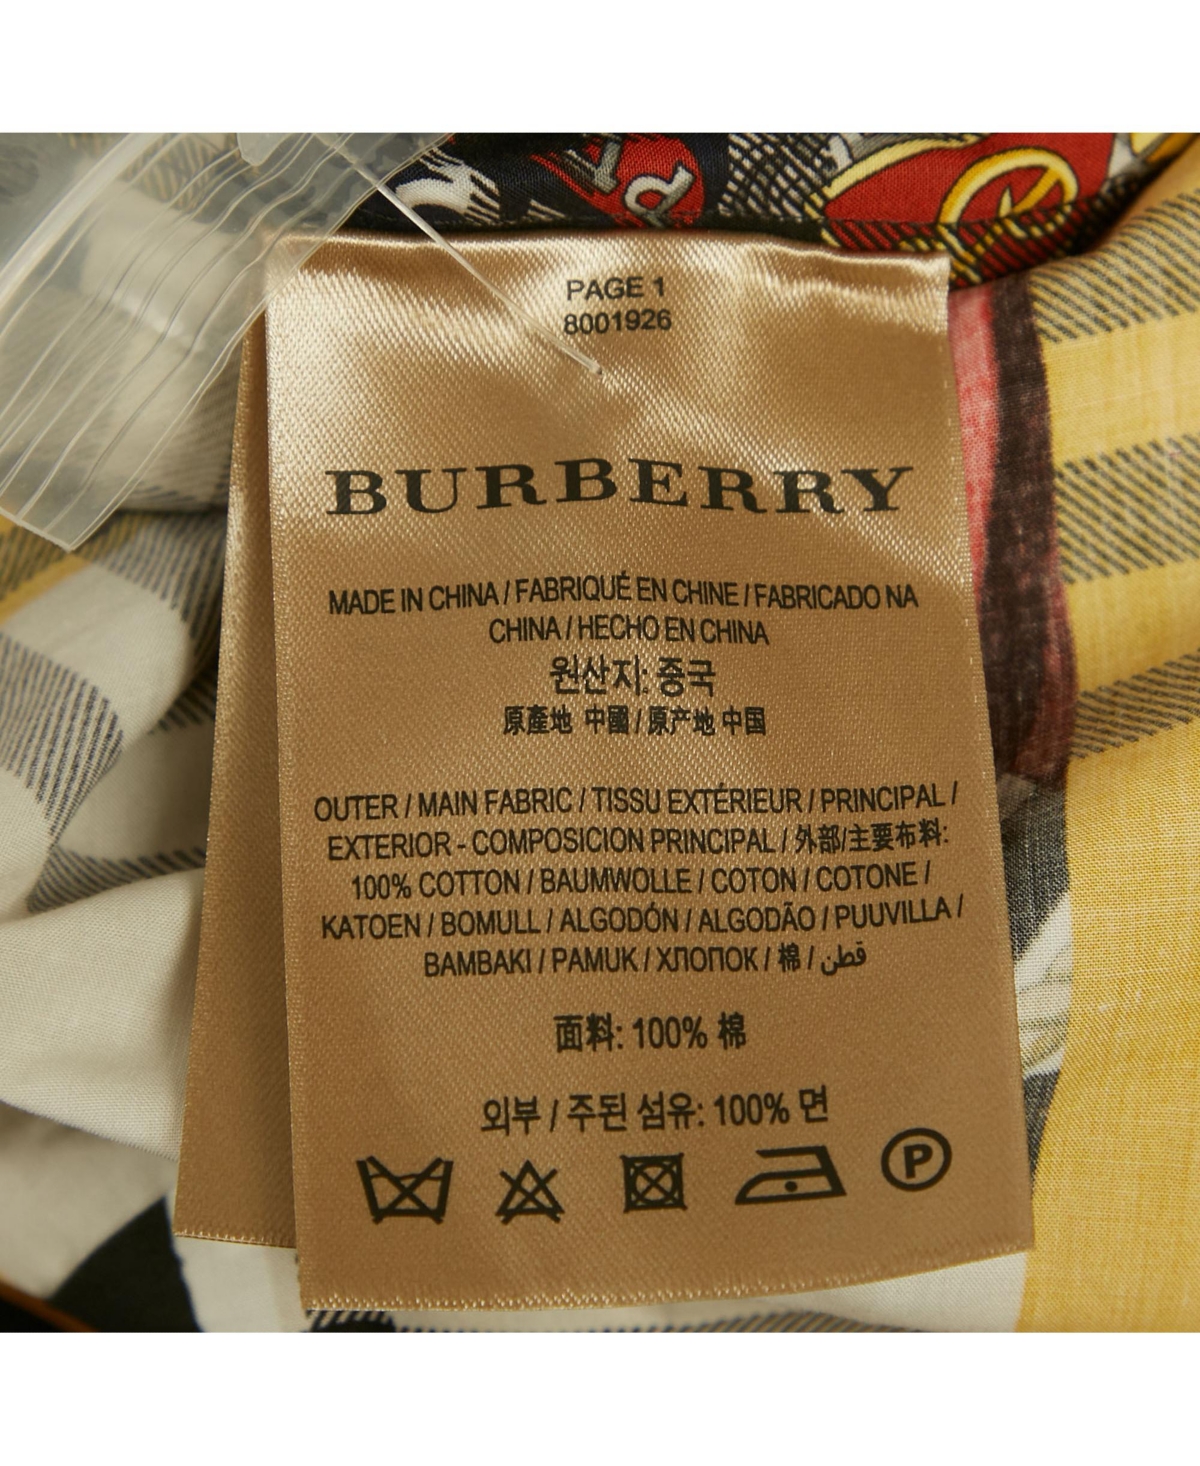 PAGE 1
8001926
BURBERRY
MADE IN CHINA / FABRIQUÉ EN CHINE / FABRICADO NA
CHINA / HECHO EN CHINA
원산지: 중국
原產地 中國 / 原产地 中国
OUTER / MAIN FABRIC / TISSU EXTÉRIEUR / PRINCIPAL /
EXTERIOR - COMPOSICION PRINCIPAL / 外部/主要布料:
100% COTTON / BAUMWOLLE / COTON / COTONE /
KATOEN / BOMULL / ALGODÓN / ALGODÃO / PUUVILLA /
BAMBAKI / PAMUK / ХЛОПОК / 棉 / قطن
面料: 100% 棉
외부 / 주된 섬유: 100% 면
P